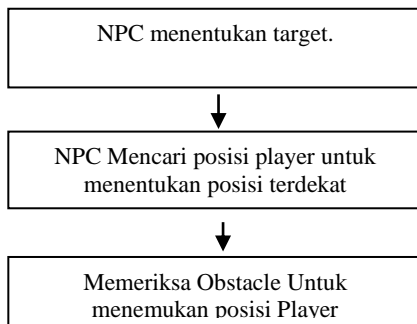 NPC menentukan target.
NPC Mencari posisi player untuk
menentukan posisi terdekat
Memeriksa Obstacle Untuk
menemukan posisi Player